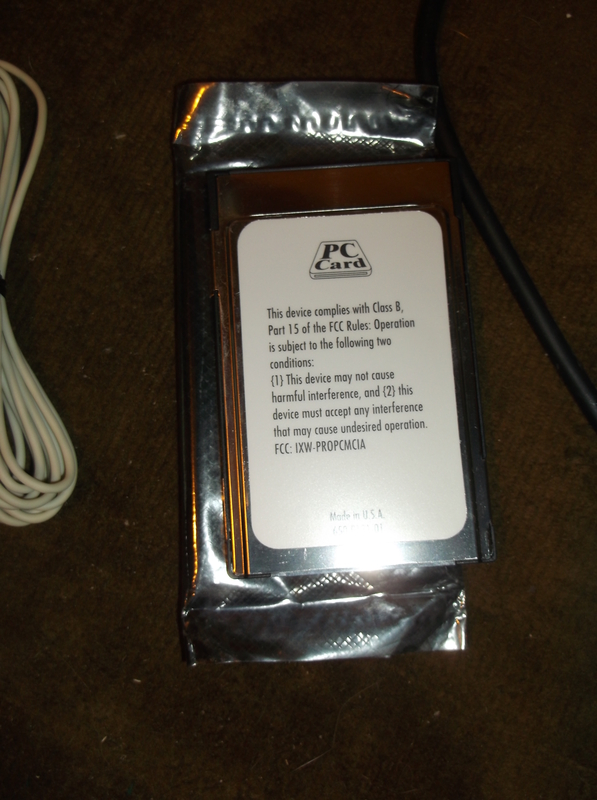 PC
Card
This device complies with Class B,
Part 15 of the FCC Rules: Operation
is subject to the following two
conditions:
{1} This device may not cause
harmful interference, and {2} this
device must accept any interference
that may cause undesired operation.
FCC: IXW-PROPCMCIA
Made in U.S.A.